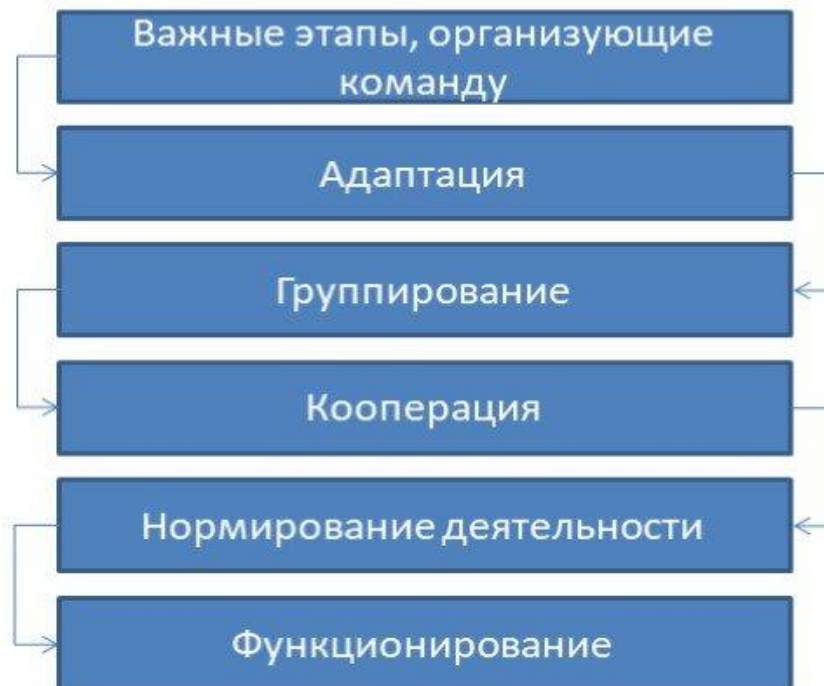 Важные этапы, организующие
команду
Адаптация
Группирование
Кооперация
Нормирование деятельности
Функционирование